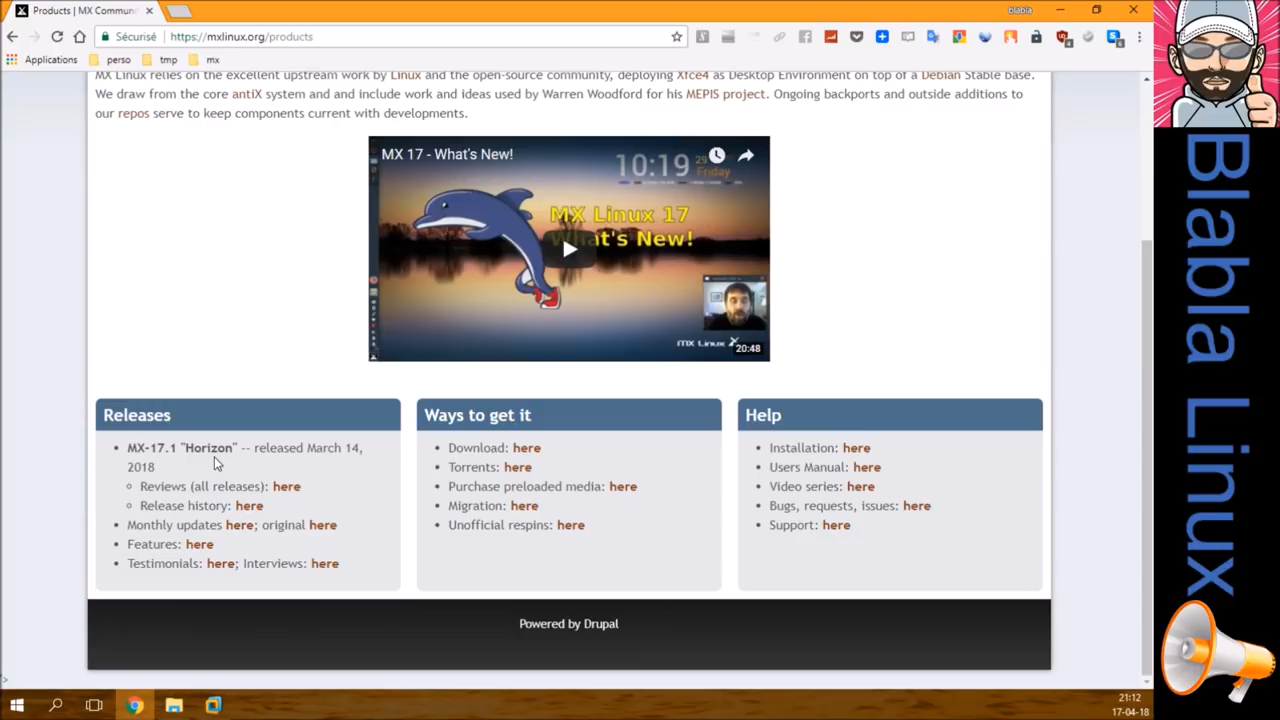 Products | MX Commun
blabla
Sécurisé
https://mxlinux.org/products
Applications
perso
tmp
mx
MX Linux relies on the excellent upstream work by Linux and the open-source community, deploying Xfce4 as Desktop Environment on top of a Debian Stable base.
We draw from the core antiX system and and include work and ideas used by Warren Woodford for his MEPIS project. Ongoing backports and outside additions to
our repos serve to keep components current with developments.
MX 17 - What's New!
10:19
29
Friday
MX Linux 17
What's New!
MX Linux
20:48
Releases
MX-17.1 "Horizon" -- released March 14,
2018
Reviews (all releases): here
Release history: here
Monthly updates here; original here
Features: here
Testimonials: here; Interviews: here
Ways to get it
Download: here
Torrents: here
Purchase preloaded media: here
Migration: here
Unofficial respins: here
Help
Installation: here
Users Manual: here
Video series: here
Bugs, requests, issues: here
Support: here
Powered by Drupal
21:12
17-04-18
Blabla Linux